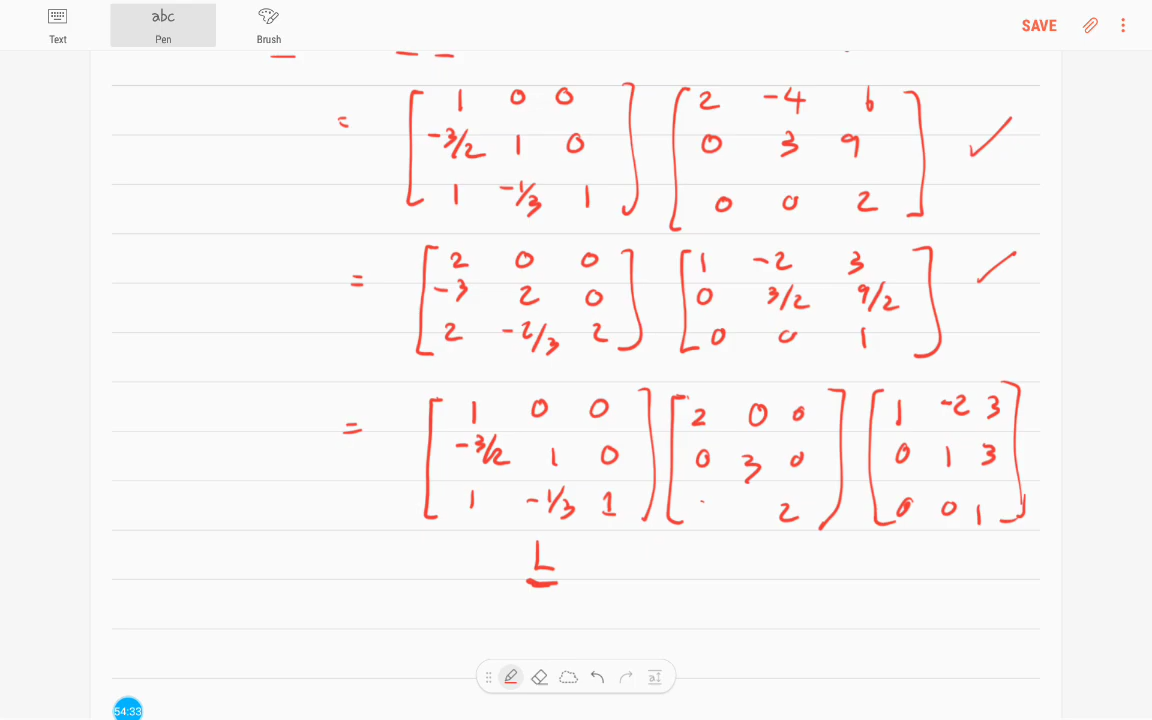 Text abc Pen Brush SAVE
= [ 1 0 0 ] [ 2 -4 6 ]
[ -3/2 1 0 ] [ 0 3 9 ] ✓
[ 1 -1/3 1 ] [ 0 0 2 ]
= [ 2 0 0 ] [ 1 -2 3 ] ✓
[ -3 2 0 ] [ 0 3/2 9/2 ]
[ 2 -2/3 2 ] [ 0 0 1 ]
= [ 1 0 0 ] [ 2 0 0 ] [ 1 -2 3 ]
[ -3/2 1 0 ] [ 0 3 0 ] [ 0 1 3 ]
[ 1 -1/3 1 ] [ 2 ] [ 0 0 1 ]
L
54:33